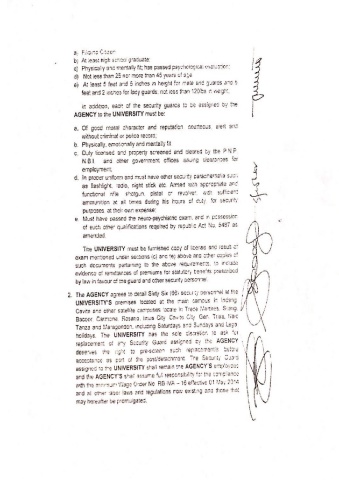 a. Filipino Citizen
b) At least high school graduate;
c) Physically and mentally fit; has passed psychological evaluation;
d) Not less than 25 nor more than 45 years of age
e) At least 5 feet and 5 inches in height for male and guards and 5
feet and 2 inches for lady guards, not less than 120lbs in weight.
In addition, each of the security guards to be assigned by the
AGENCY to the UNIVERSITY must be:
a. Of good moral character and reputation, courteous, alert and
without criminal or police record;
b. Physically, emotionally and mentally fit
c. Duly licensed and properly screened and cleared by the P.N.P.
N.B.I. and other government offices issuing clearances for
employment;
d. In proper uniform and must have other security paraphernalia such
as flashlight, radio, night stick etc. Armed with appropriate and
functional rifle, shotgun, pistol or revolver with sufficient
ammunition at all times during his hours of duty for security
purposes, at their own expense;
e. Must have passed the neuro-psychiatric exam, and in possession
of such other qualifications required by republic Act No. 5487 as
amended.
The UNIVERSITY must be furnished copy of license and result of
exam mentioned under sections (c) and (e) above and other copies of
such documents pertaining to the above requirements, to include
evidence of remittances of premiums for statutory benefits prescribed
by law in favour of the guard and other security personnel.
2. The AGENCY agrees to detail Sixty Six (66) security personnel at the
UNIVERSITY'S premises located at the main campus in Indang,
Cavite and other satellite campuses locate in Trece Martires, Silang,
Bacoor, Carmona, Rosario, Imus City, Cavite City, Gen. Trias, Naic
Tanza and Maragondon, including Saturdays and Sundays and Legal
holidays. The UNIVERSITY has the sole discretion to ask for
replacement of any Security Guard assigned by the AGENCY
deserves the right to pre-screen such replacements before
acceptance as part of the post/detachment. The Security Guard
assigned to the UNIVERSITY shall remain the AGENCY'S employees
and the AGENCY'S shall assume full responsibility for the compliance
with the minimum Wage Order No. RB IVA – 16 effective 01 May 2014
and all other labor laws and regulations now existing and those that
may hereafter be promulgated.